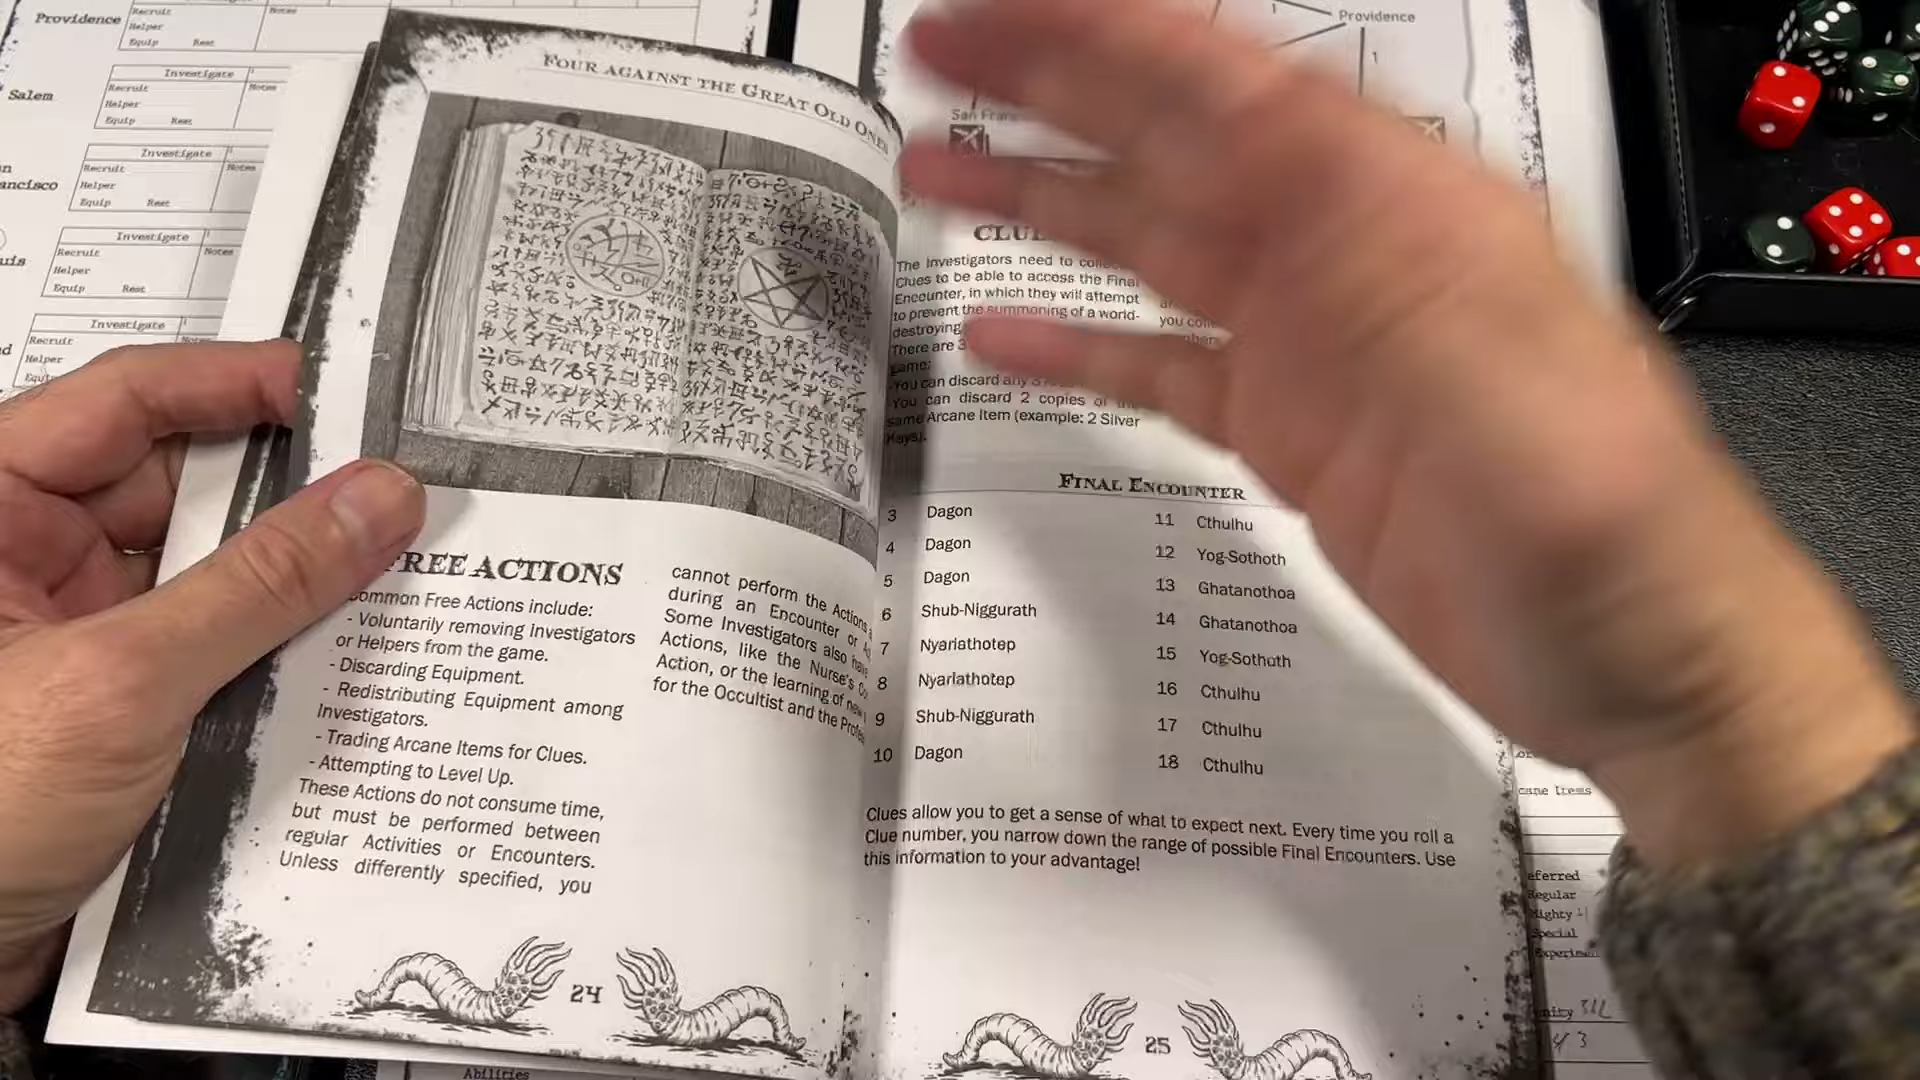 Providence
Recruit
Helper
Equip Rest
Notes
Salem
Investigate
Recruit
Helper
Equip Rest
Notes
Investigate
Recruit
Helper
Equip Rest
Notes
Investigate
Recruit
Helper
Equip Rest
Notes
Investigate
Recruit
Helper
Notes
FOUR AGAINST THE GREAT OLD ONES
FREE ACTIONS
Common Free Actions include:
- Voluntarily removing Investigators
or Helpers from the game.
- Discarding Equipment.
- Redistributing Equipment among
Investigators.
- Trading Arcane Items for Clues.
- Attempting to Level Up.
These Actions do not consume time,
but must be performed between
regular Activities or Encounters.
Unless differently specified, you
cannot perform the Actions
during an Encounter or
Some Investigators also
Actions, like the Nurse's
Action, or the learning of new
for the Occultist and the
24
Providence
1
1
San
The Investigators need to
Clues to be able to access the Final
Encounter, in which they will attempt
to prevent the summoning of a world-
destroying
There are 3
game:
-You can discard any 3
-You can discard 2 copies of
same Arcane Item (example: 2 Silver
Keys).
FINAL ENCOUNTER
3 Dagon
4 Dagon
5 Dagon
6 Shub-Niggurath
7 Nyarlathotep
8 Nyarlathotep
9 Shub-Niggurath
10 Dagon
11 Cthulhu
12 Yog-Sothoth
13 Ghatanothoa
14 Ghatanothoa
15 Yog-Sothoth
16 Cthulhu
17 Cthulhu
18 Cthulhu
Clues allow you to get a sense of what to expect next. Every time you roll a
Clue number, you narrow down the range of possible Final Encounters. Use
this information to your advantage!
25
Items
Abilities